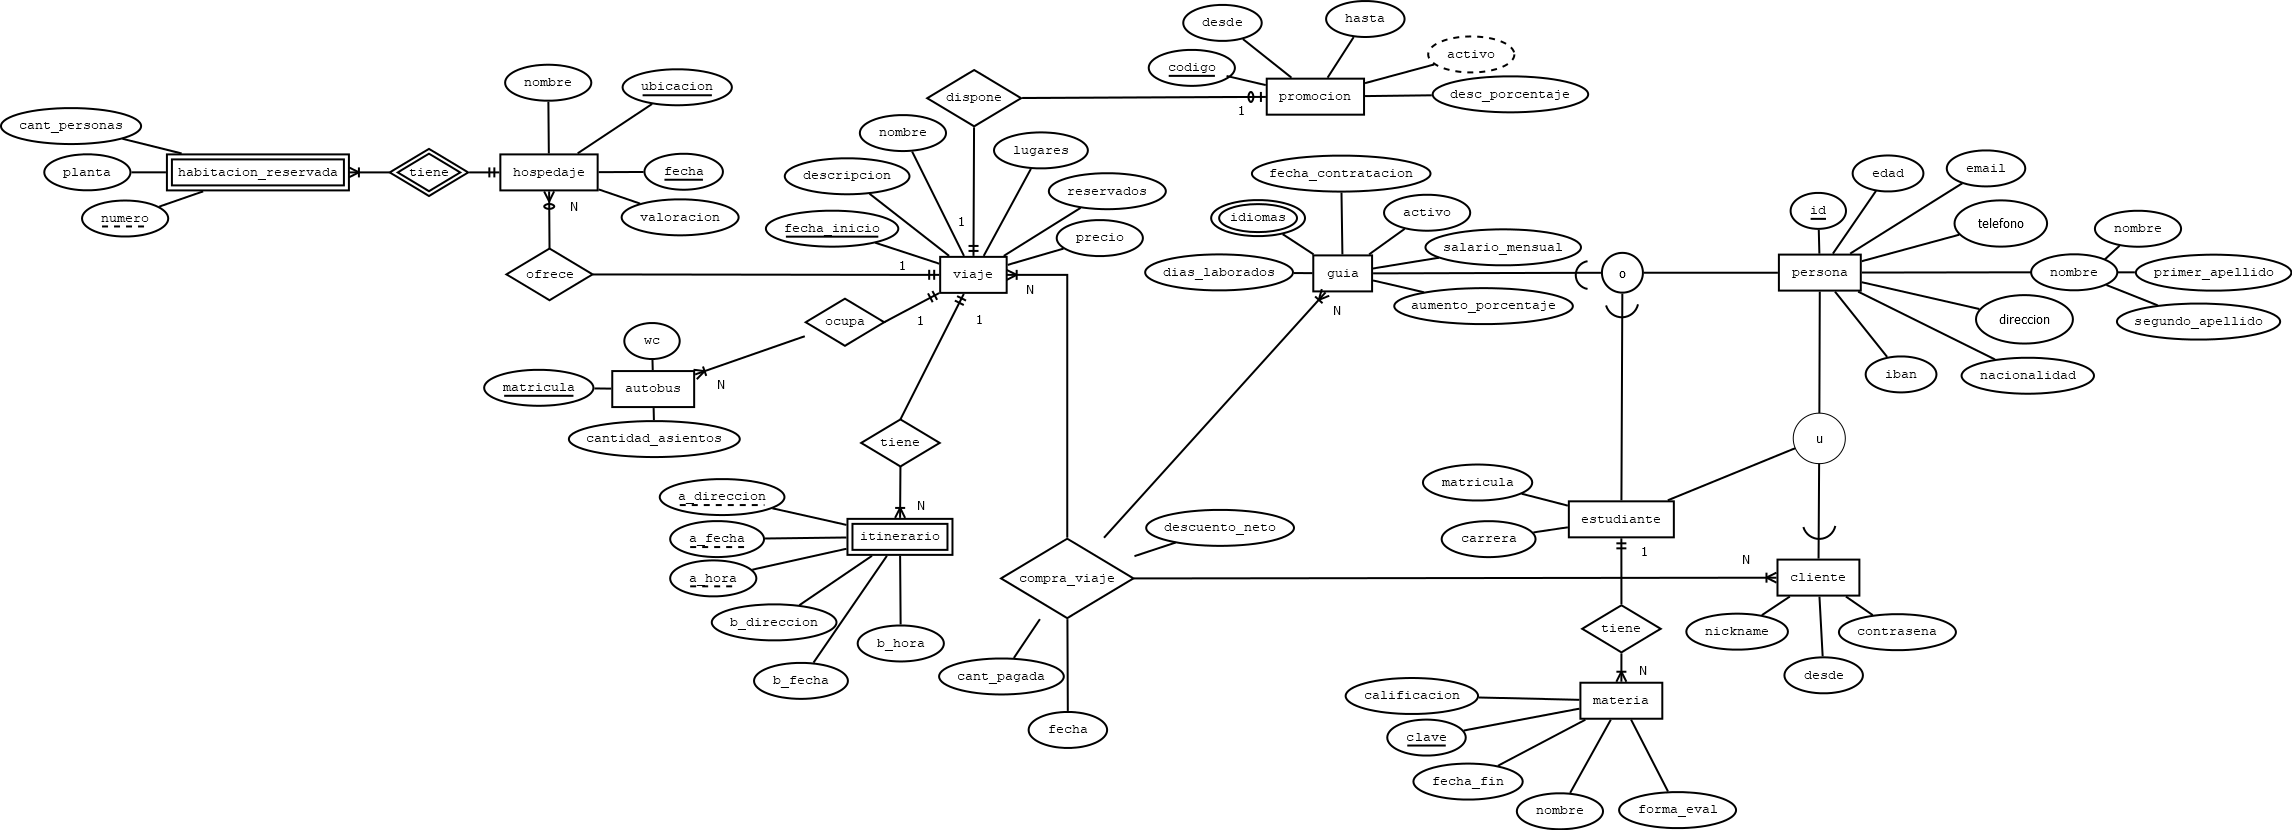 desde
hasta
activo
codigo
promocion
desc_porcentaje
dispone
1
nombre
ubicacion
cant_personas
planta
habitacion_reservada
tiene
hospedaje
fecha
numero
N
valoracion
ofrece
nombre
lugares
descripcion
reservados
fecha_inicio
1
precio
1
viaje
N
1
1
ocupa
wc
matricula
autobus
N
cantidad_asientos
tiene
N
a_direccion
a_fecha
itinerario
a_hora
b_direccion
b_hora
b_fecha
fecha_contratacion
idiomas
activo
salario_mensual
dias_laborados
guia
aumento_porcentaje
N
o
edad
email
id
telefono
nombre
persona
nombre
primer_apellido
direccion
segundo_apellido
iban
nacionalidad
u
matricula
estudiante
carrera
1
descuento_neto
compra_viaje
cant_pagada
fecha
N
cliente
nickname
contrasena
desde
tiene
N
calificacion
materia
clave
fecha_fin
nombre
forma_eval